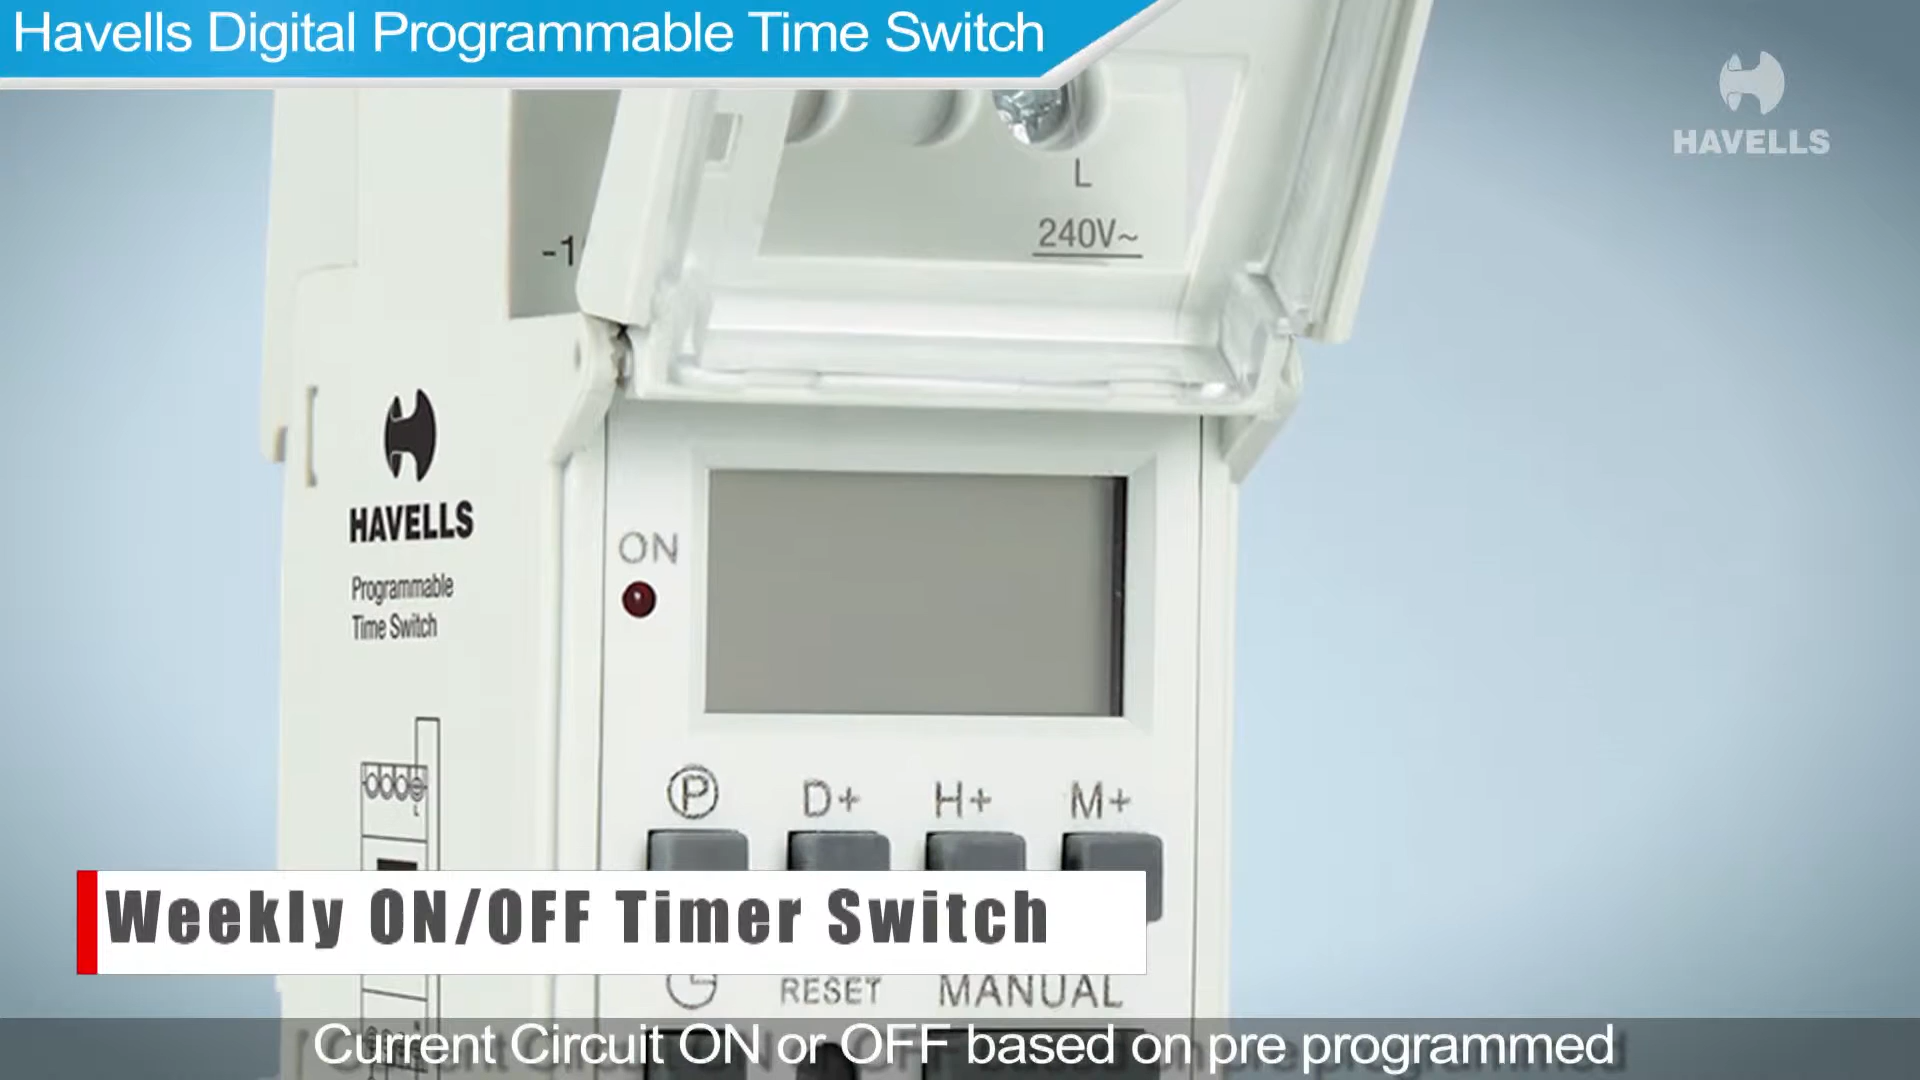 Havells Digital Programmable Time Switch
HAVELLS
L
240V~
-1
HAVELLS
Programmable
Time Switch
ON
P D+ H+ M+
L
Weekly ON/OFF Timer Switch
RESET MANUAL
Current Circuit ON or OFF based on pre programmed